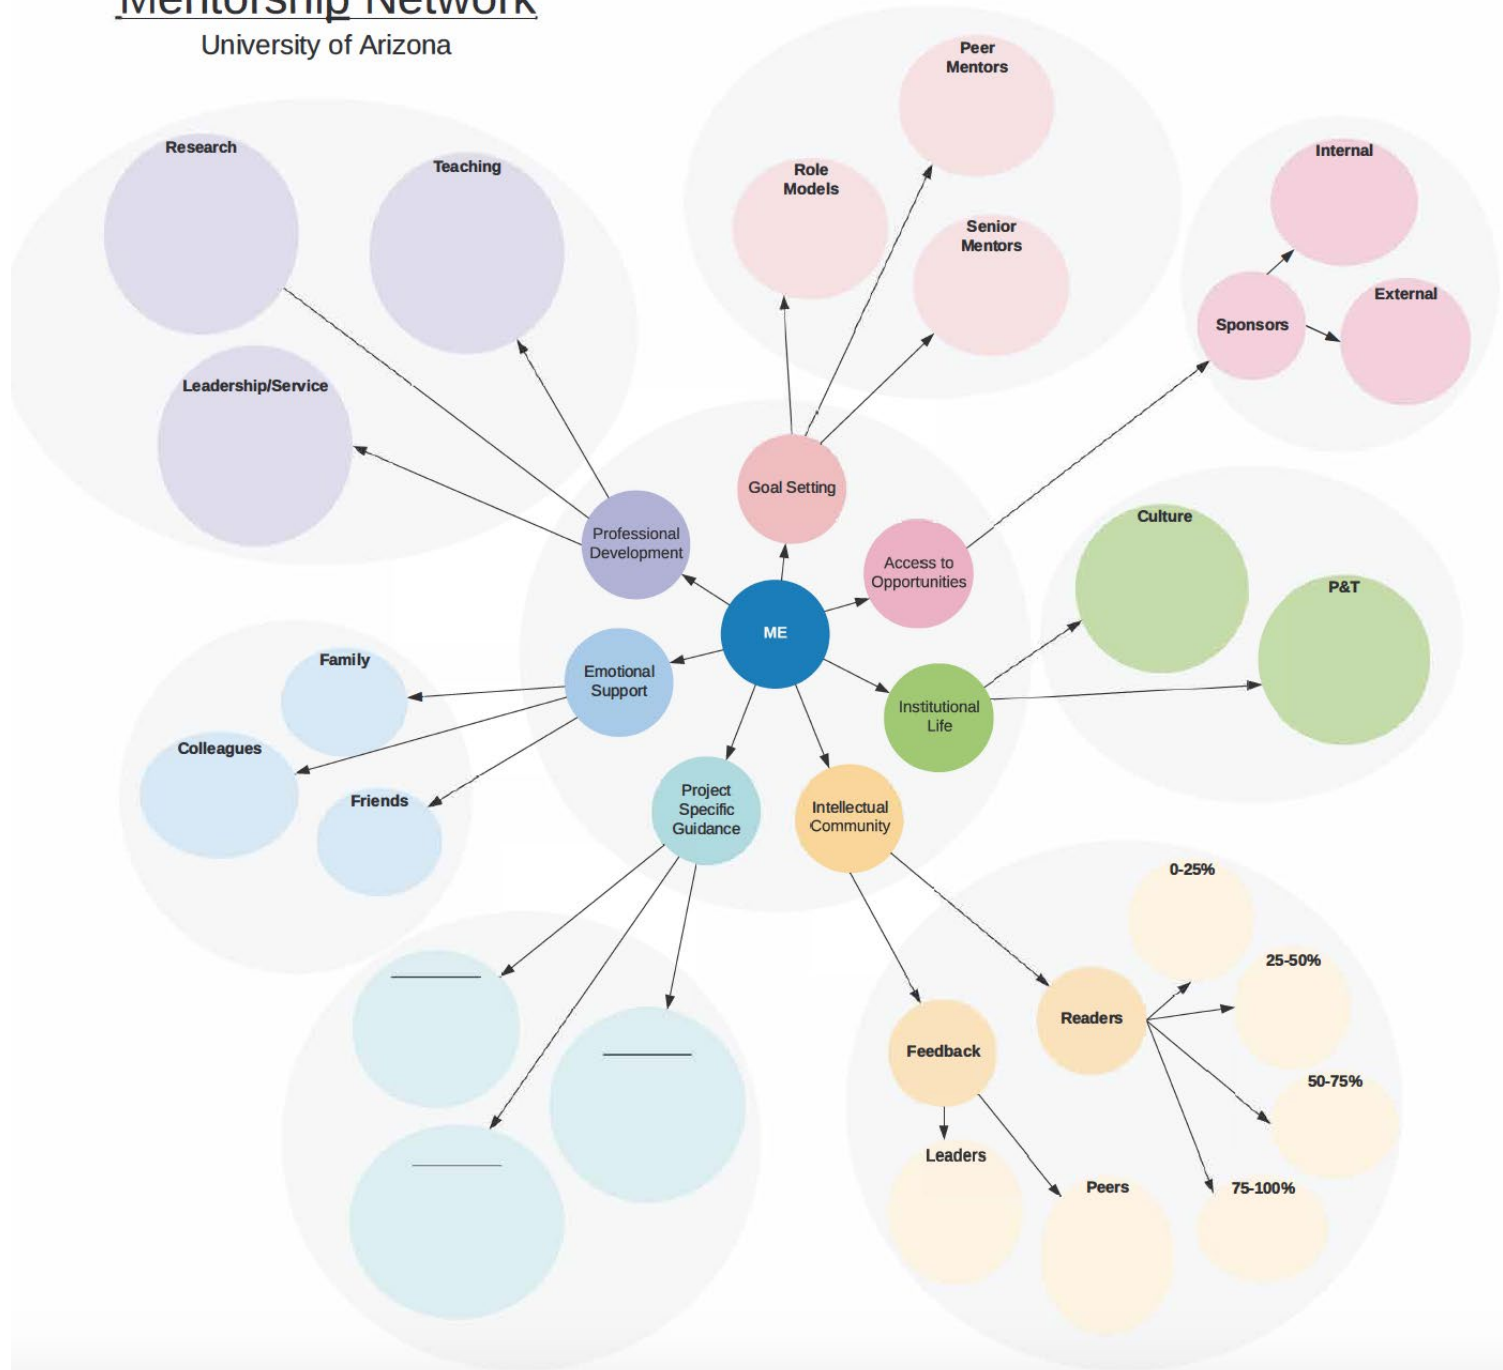 Mentorship Network
University of Arizona
Peer
Mentors
Research
Teaching
Role
Models
Internal
Senior
Mentors
External
Sponsors
Leadership/Service
Goal Setting
Culture
Professional
Development
Access to
Opportunities
P&T
ME
Family
Emotional
Support
Institutional
Life
Colleagues
Friends
Project
Specific
Guidance
Intellectual
Community
0-25%
25-50%
Readers
Feedback
50-75%
Leaders
Peers
75-100%